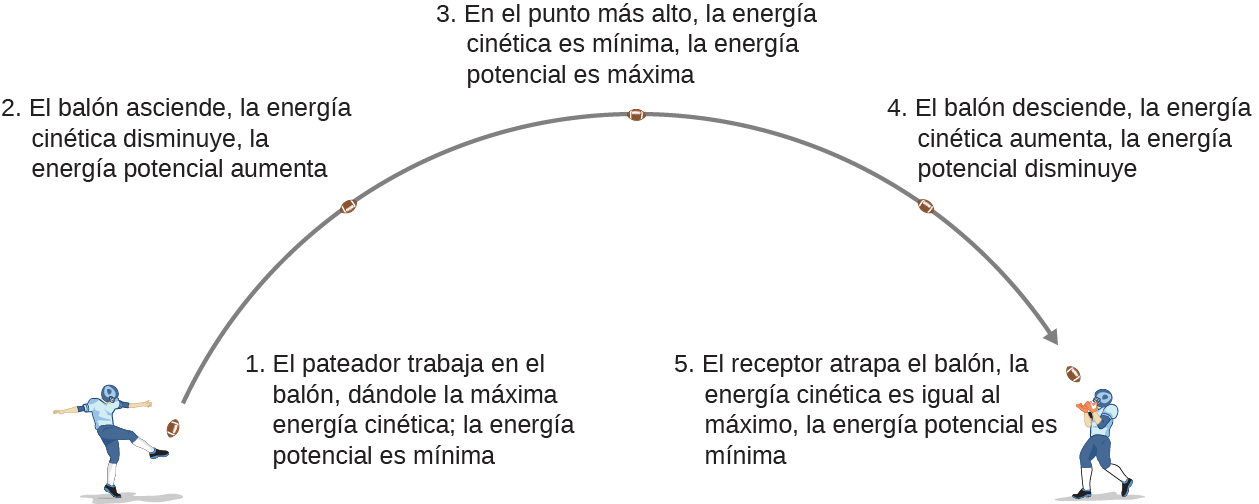 3. En el punto más alto, la energía
cinética es mínima, la energía
potencial es máxima
2. El balón asciende, la energía
cinética disminuye, la
energía potencial aumenta
4. El balón desciende, la energía
cinética aumenta, la energía
potencial disminuye
1. El pateador trabaja en el
balón, dándole la máxima
energía cinética; la energía
potencial es mínima
5. El receptor atrapa el balón, la
energía cinética es igual al
máximo, la energía potencial es
mínima